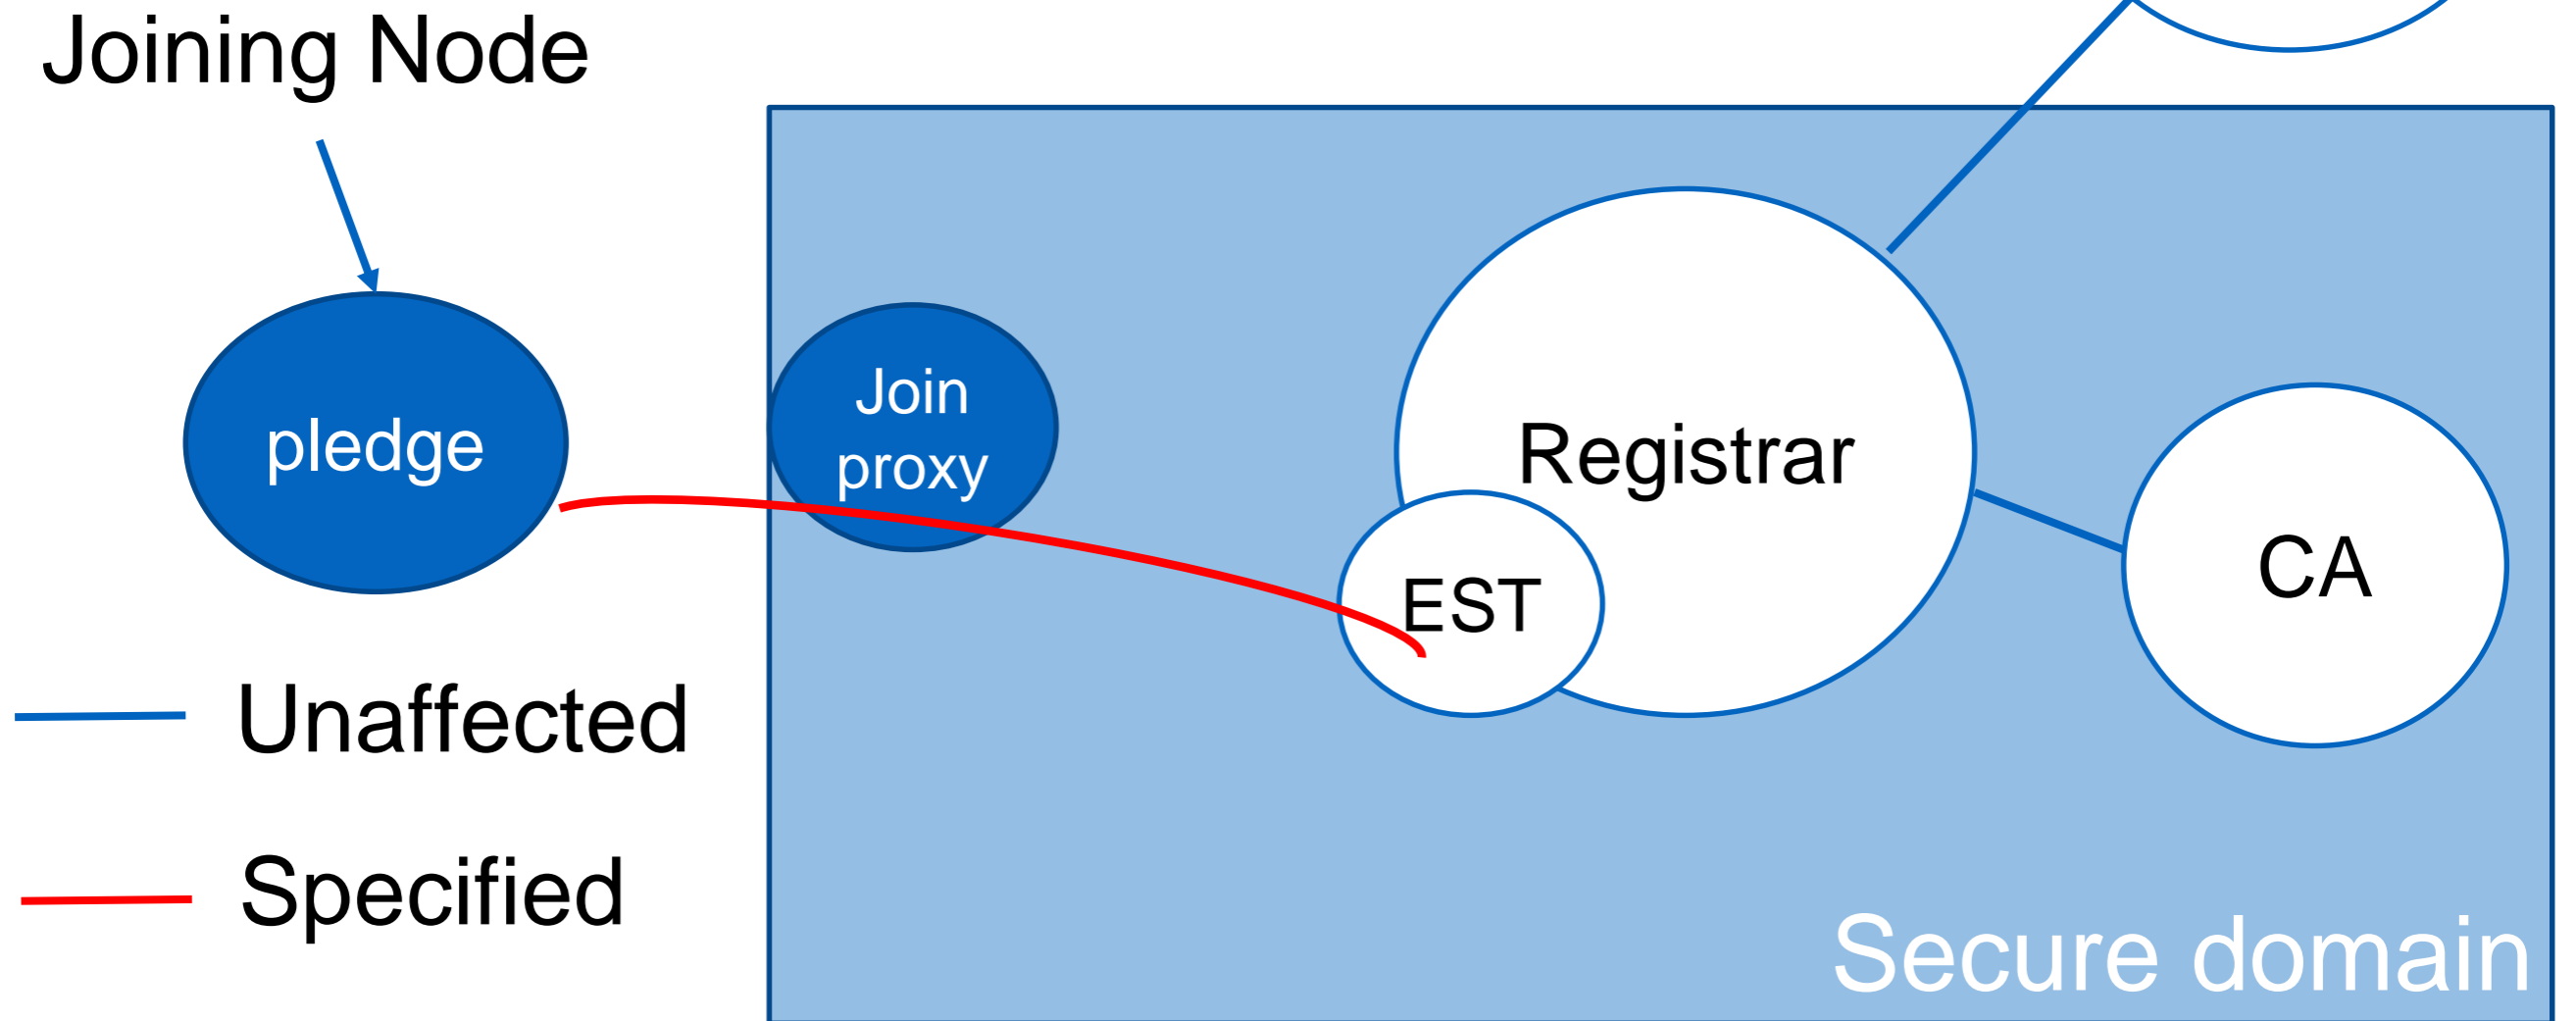 Joining Node
pledge
Join
proxy
Registrar
EST
CA
Unaffected
Specified
Secure domain